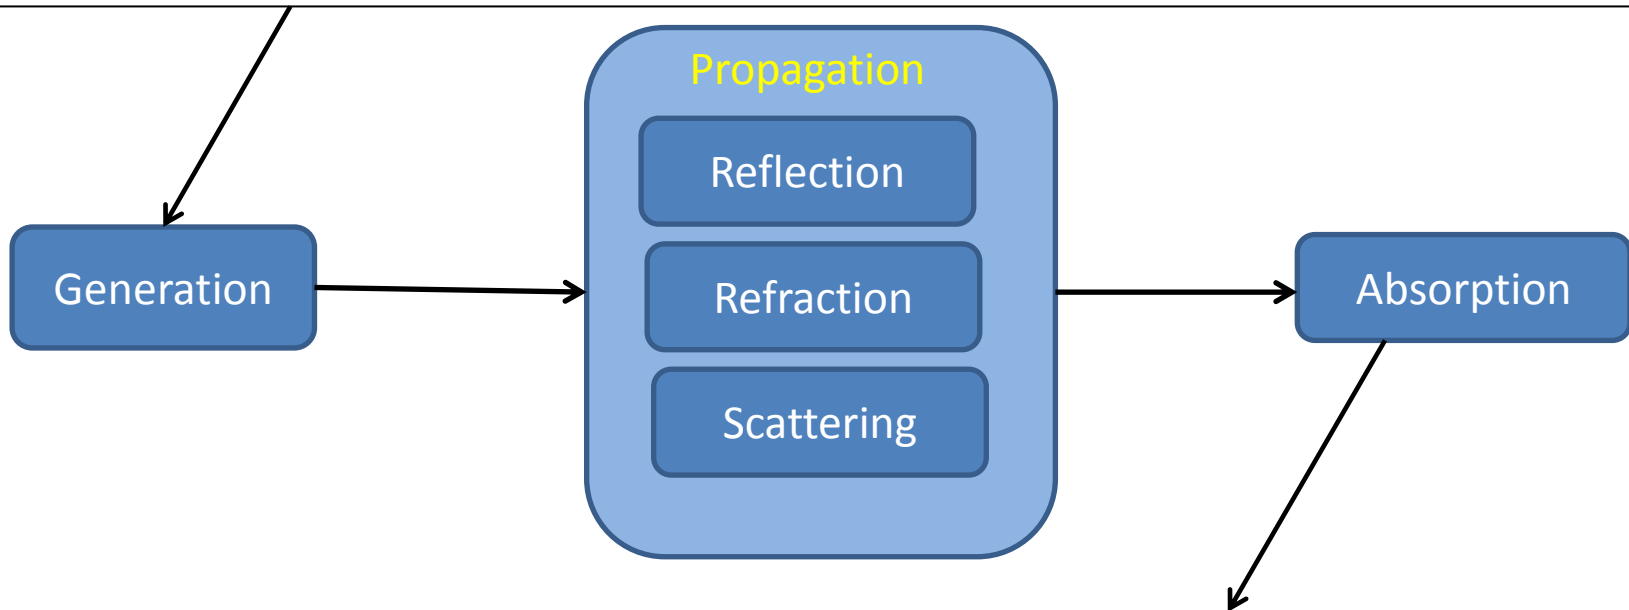 Propagation
Reflection
Generation
Refraction
Absorption
Scattering